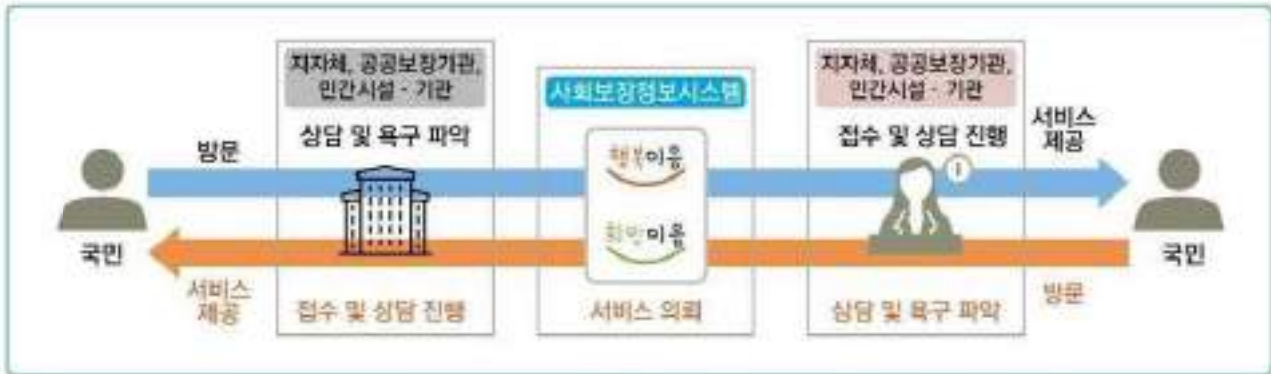 지자체, 공공보장기관,
민간시설 - 기관
상담 및 욕구 파악
방문
국민
서비스
제공
접수 및 상담 진행
사회보장정보시스템
행복이음
희망이음
서비스 의뢰
지자체, 공공보장기관,
민간시설 - 기관
접수 및 상담 진행
서비스
제공
국민
방문
상담 및 욕구 파악